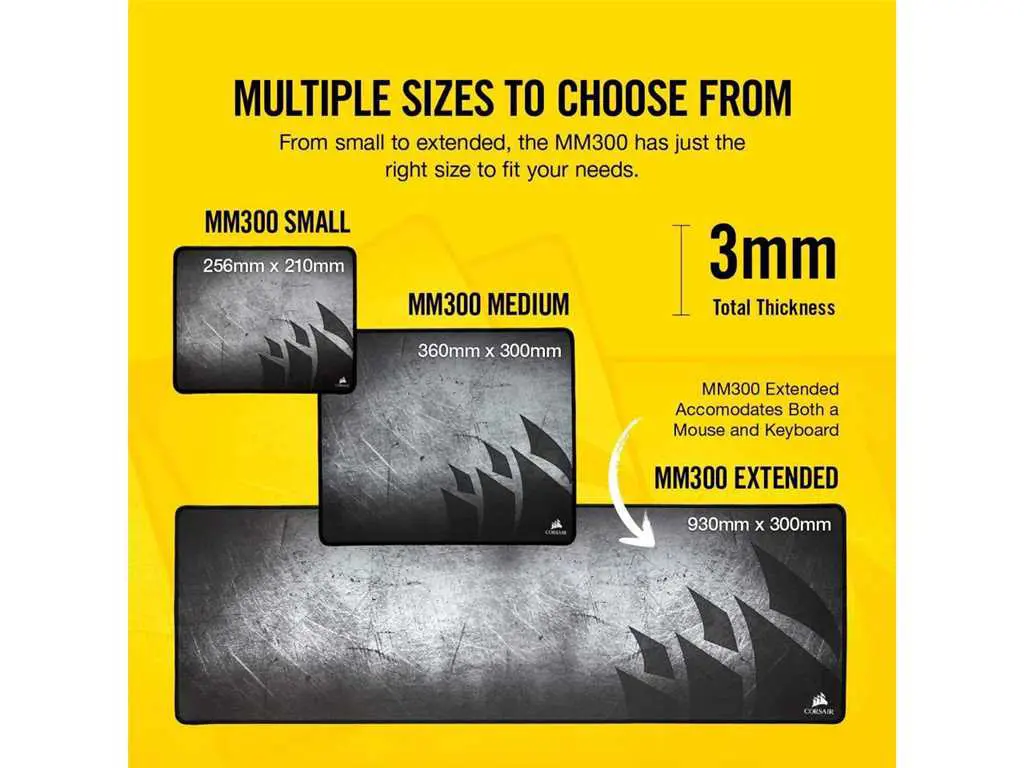 MULTIPLE SIZES TO CHOOSE FROM
From small to extended, the MM300 has just the
right size to fit your needs.
MM300 SMALL
256mm x 210mm
CORSAIR
MM300 MEDIUM
360mm x 300mm
CORSAIR
3mm
Total Thickness
MM300 Extended
Accomodates Both a
Mouse and Keyboard
MM300 EXTENDED
930mm x 300mm
CORSAIR